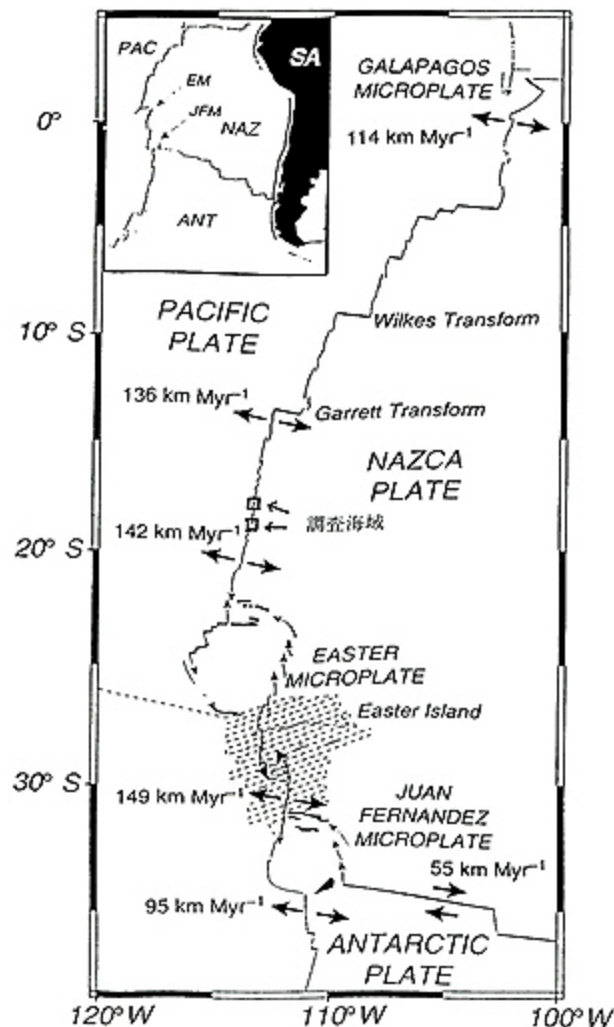 PAC
SA
EM
JFM
NAZ
ANT
GALAPAGOS
MICROPLATE
0°
114 km Myr⁻¹
PACIFIC
PLATE
10° S
Wilkes Transform
136 km Myr⁻¹
Garrett Transform
NAZCA
PLATE
調査海域
142 km Myr⁻¹
20° S
EASTER
MICROPLATE
Easter Island
30° S
149 km Myr⁻¹
JUAN
FERNANDEZ
MICROPLATE
55 km Myr⁻¹
95 km Myr⁻¹
ANTARCTIC
PLATE
120°W
110°W
100°W